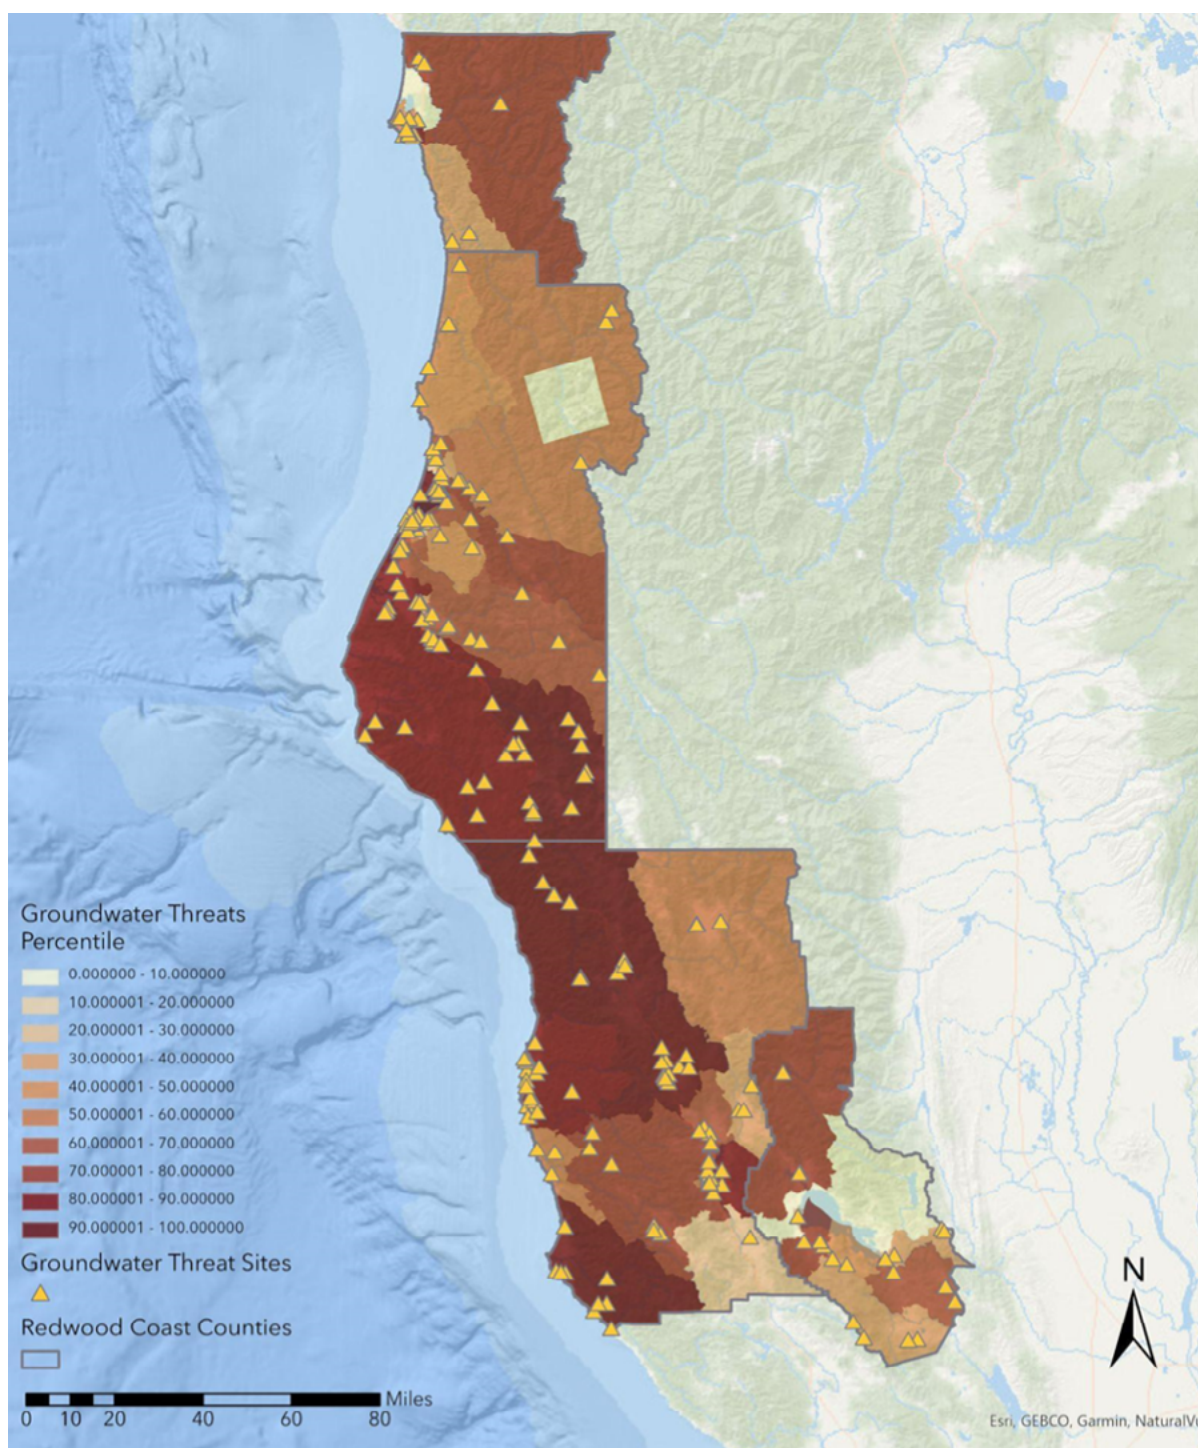 Groundwater Threats
Percentile
0.000000 - 10.000000
10.000001 - 20.000000
20.000001 - 30.000000
30.000001 - 40.000000
40.000001 - 50.000000
50.000001 - 60.000000
60.000001 - 70.000000
70.000001 - 80.000000
80.000001 - 90.000000
90.000001 - 100.000000
Groundwater Threat Sites
Redwood Coast Counties
Miles
0 10 20 40 60 80
N
Esri, GEBCO, Garmin,